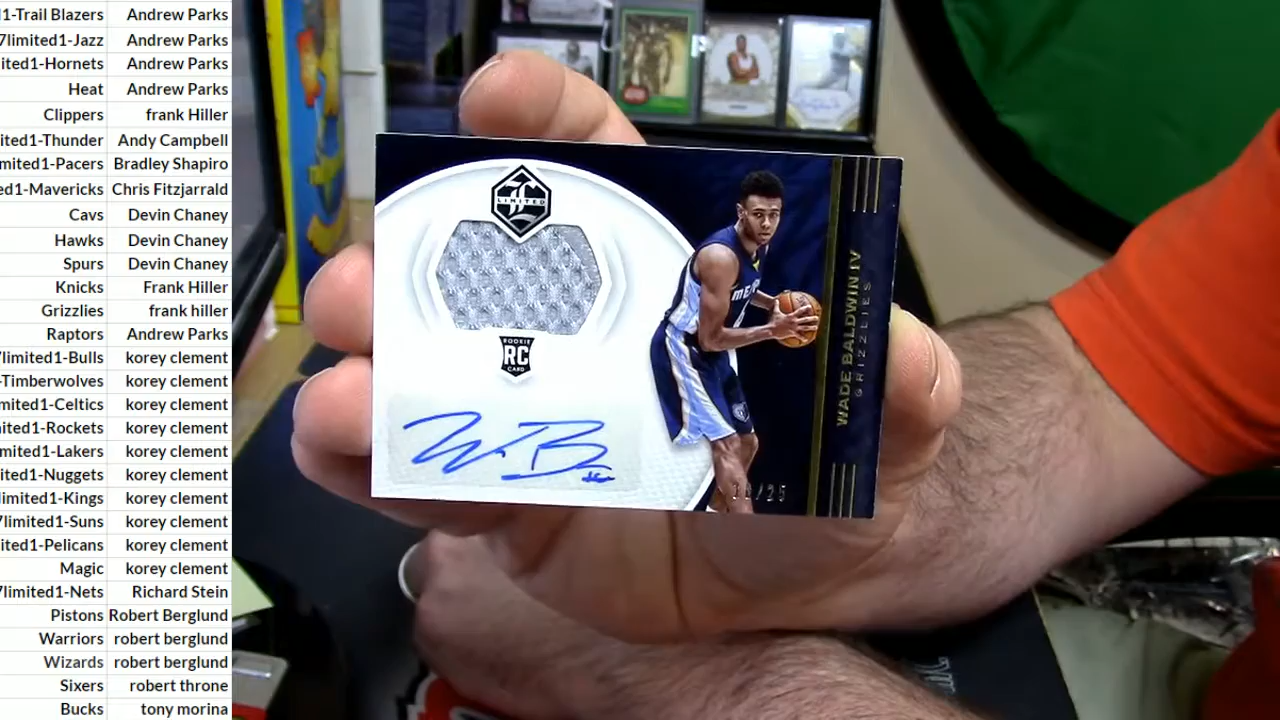 l1-Trail Blazers Andrew Parks
7limited1-Jazz Andrew Parks
ited1-Hornets Andrew Parks
Heat Andrew Parks
Clippers frank Hiller
ited1-Thunder Andy Campbell
mited1-Pacers Bradley Shapiro
ed1-Mavericks Chris Fitzjarrald
Cavs Devin Chaney
Hawks Devin Chaney
Spurs Devin Chaney
Knicks Frank Hiller
Grizzlies frank hiller
Raptors Andrew Parks
7limited1-Bulls korey clement
-Timberwolves korey clement
mited1-Celtics korey clement
ited1-Rockets korey clement
mited1-Lakers korey clement
ited1-Nuggets korey clement
limited1-Kings korey clement
7limited1-Suns korey clement
ited1-Pelicans korey clement
Magic korey clement
7limited1-Nets Richard Stein
Pistons Robert Berglund
Warriors robert berglund
Wizards robert berglund
Sixers robert throne
Bucks tony morina
LIMITED
ROOKIE
RC
CARD
WADE BALDWIN IV
GRIZZLIES
/25